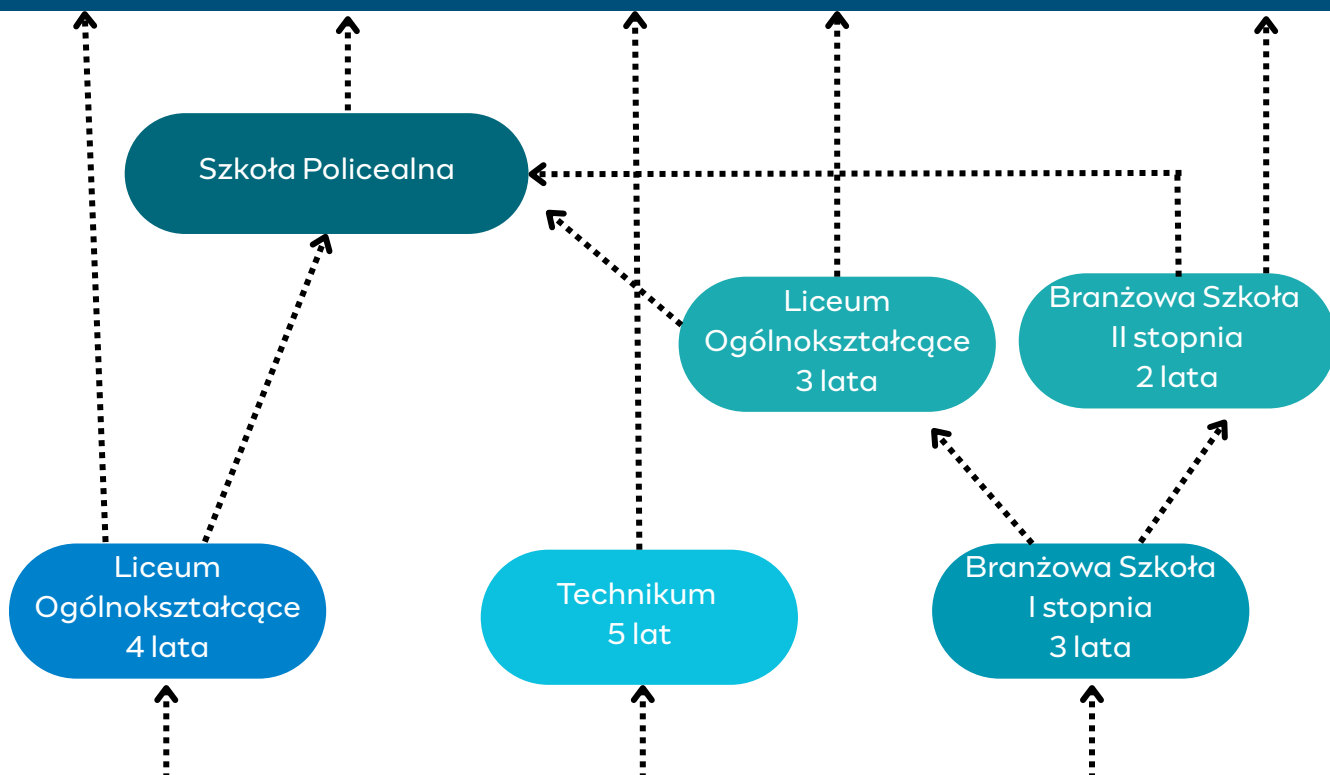 Szkoła Policealna
Liceum
Ogólnokształcące
3 lata
Branżowa Szkoła
II stopnia
2 lata
Liceum
Ogólnokształcące
4 lata
Technikum
5 lat
Branżowa Szkoła
I stopnia
3 lata